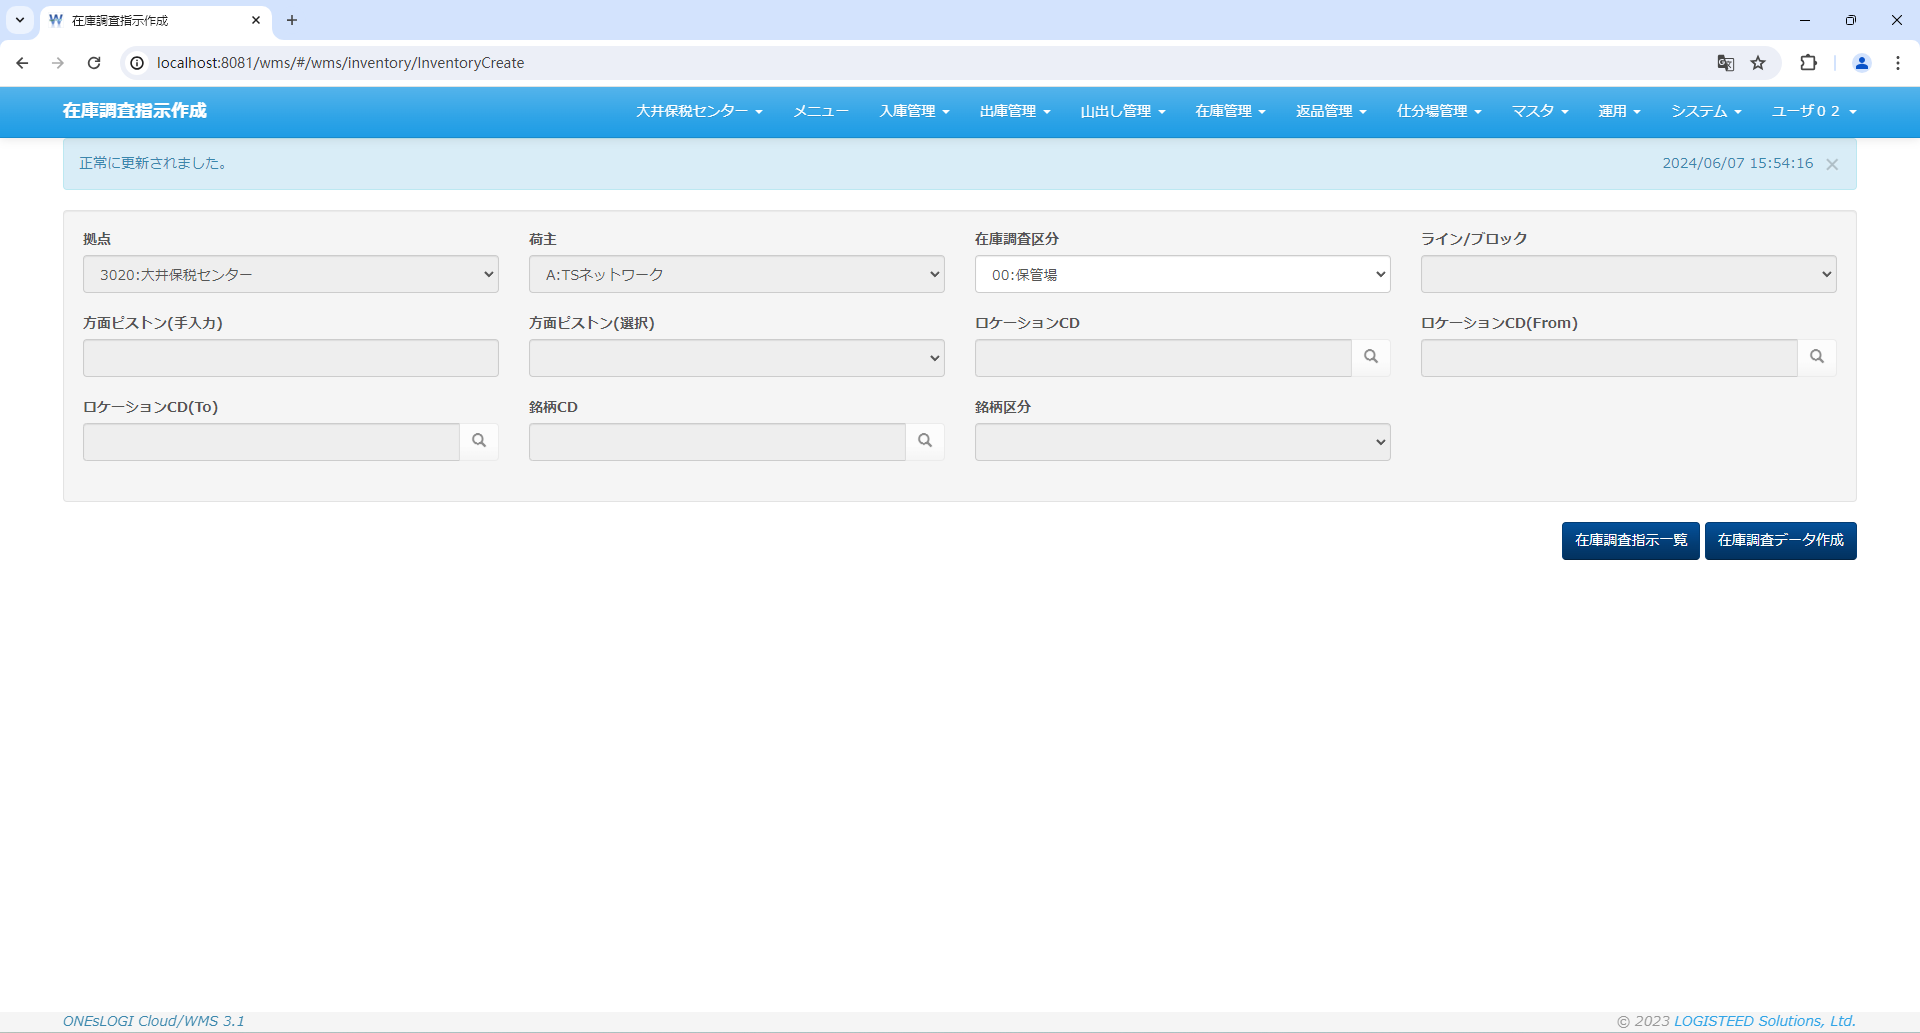 在庫調査指示作成
localhost:8081/wms/#/wms/inventory/InventoryCreate
在庫調査指示作成 大井保税センター メニュー 入庫管理 出庫管理 山出し管理 在庫管理 返品管理 仕分場管理 マスタ 運用 システム ユーザ０２
正常に更新されました。 2024/06/07 15:54:16
拠点 荷主 在庫調査区分 ライン/ブロック
3020:大井保税センター A:TSネットワーク 00:保管場
方面ピストン(手入力) 方面ピストン(選択) ロケーションCD ロケーションCD(From)
ロケーションCD(To) 銘柄CD 銘柄区分
在庫調査指示一覧 在庫調査データ作成
ONEsLOGI Cloud/WMS 3.1 © 2023 LOGISTEED Solutions, Ltd.